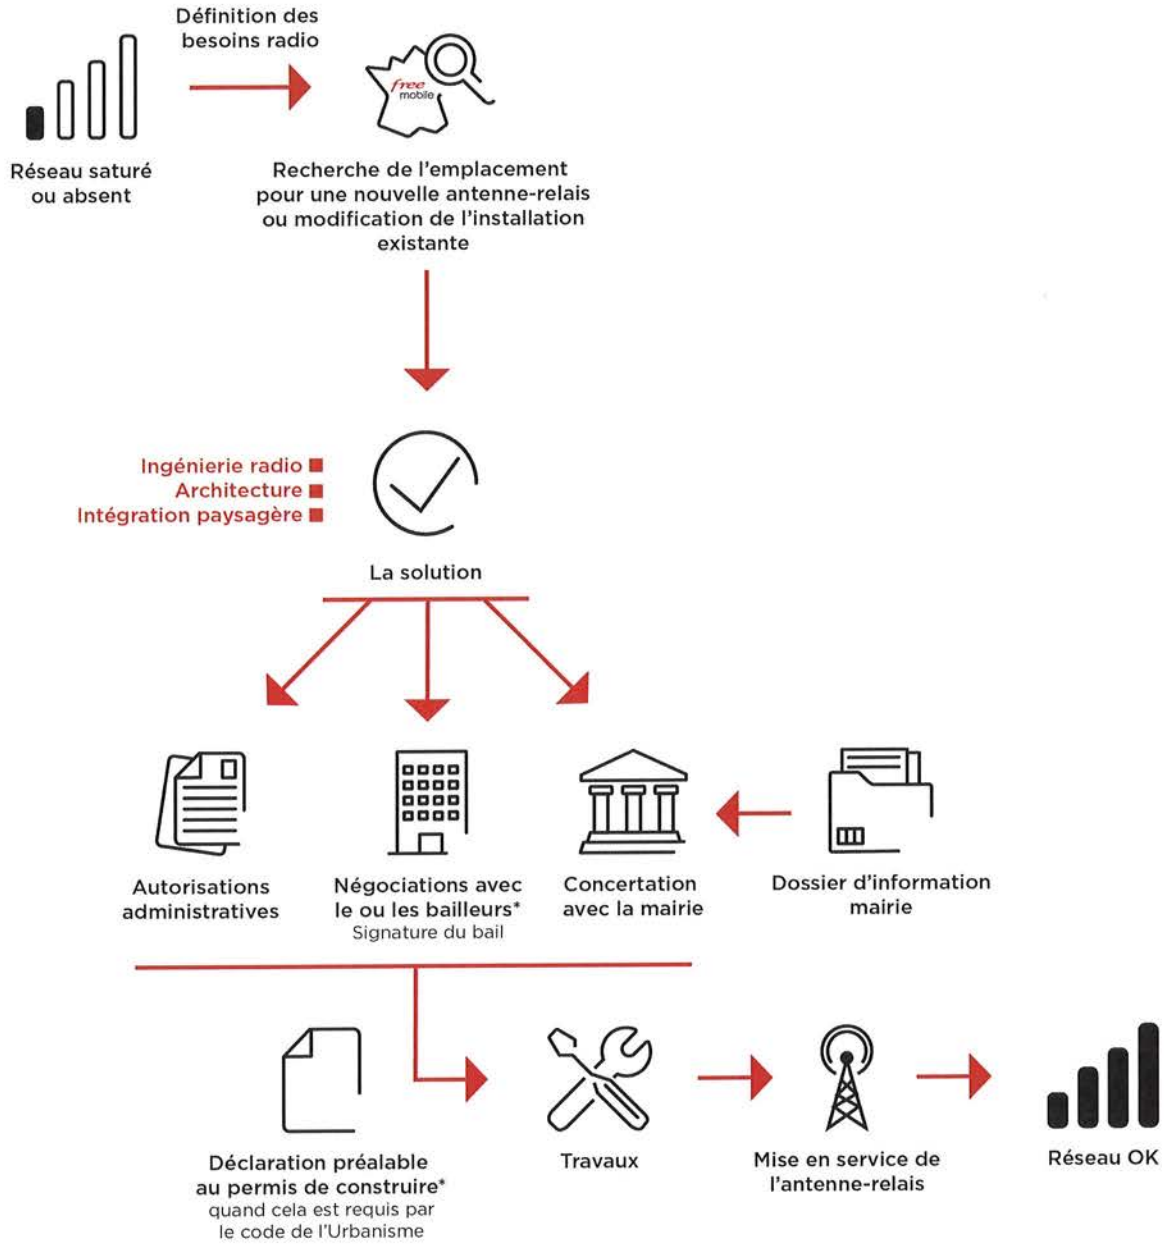 Définition des
besoins radio
free
mobile
Réseau saturé
ou absent
Recherche de l'emplacement
pour une nouvelle antenne-relais
ou modification de l'installation
existante
Ingénierie radio
Architecture
Intégration paysagère
La solution
Autorisations
administratives
Négociations avec
le ou les bailleurs*
Signature du bail
Concertation
avec la mairie
Dossier d'information
mairie
Déclaration préalable
au permis de construire*
quand cela est requis par
le code de l'Urbanisme
Travaux
Mise en service de
l'antenne-relais
Réseau OK